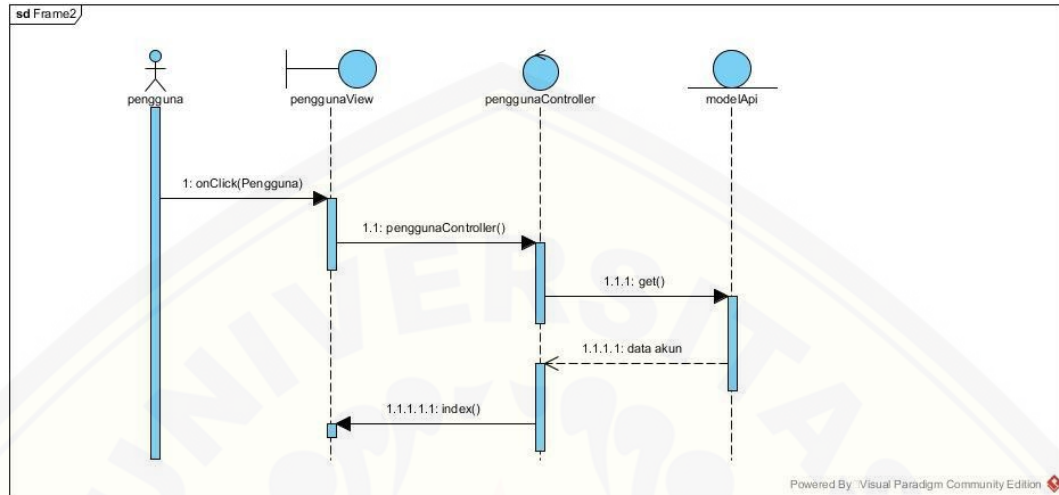 sd Frame2
pengguna
penggunaView
penggunaController
modelApi
1: onClick(Pengguna)
1.1: penggunaController()
1.1.1: get()
1.1.1.1: data akun
1.1.1.1.1: index()
UNIVERSITA
Powered By Visual Paradigm Community Edition